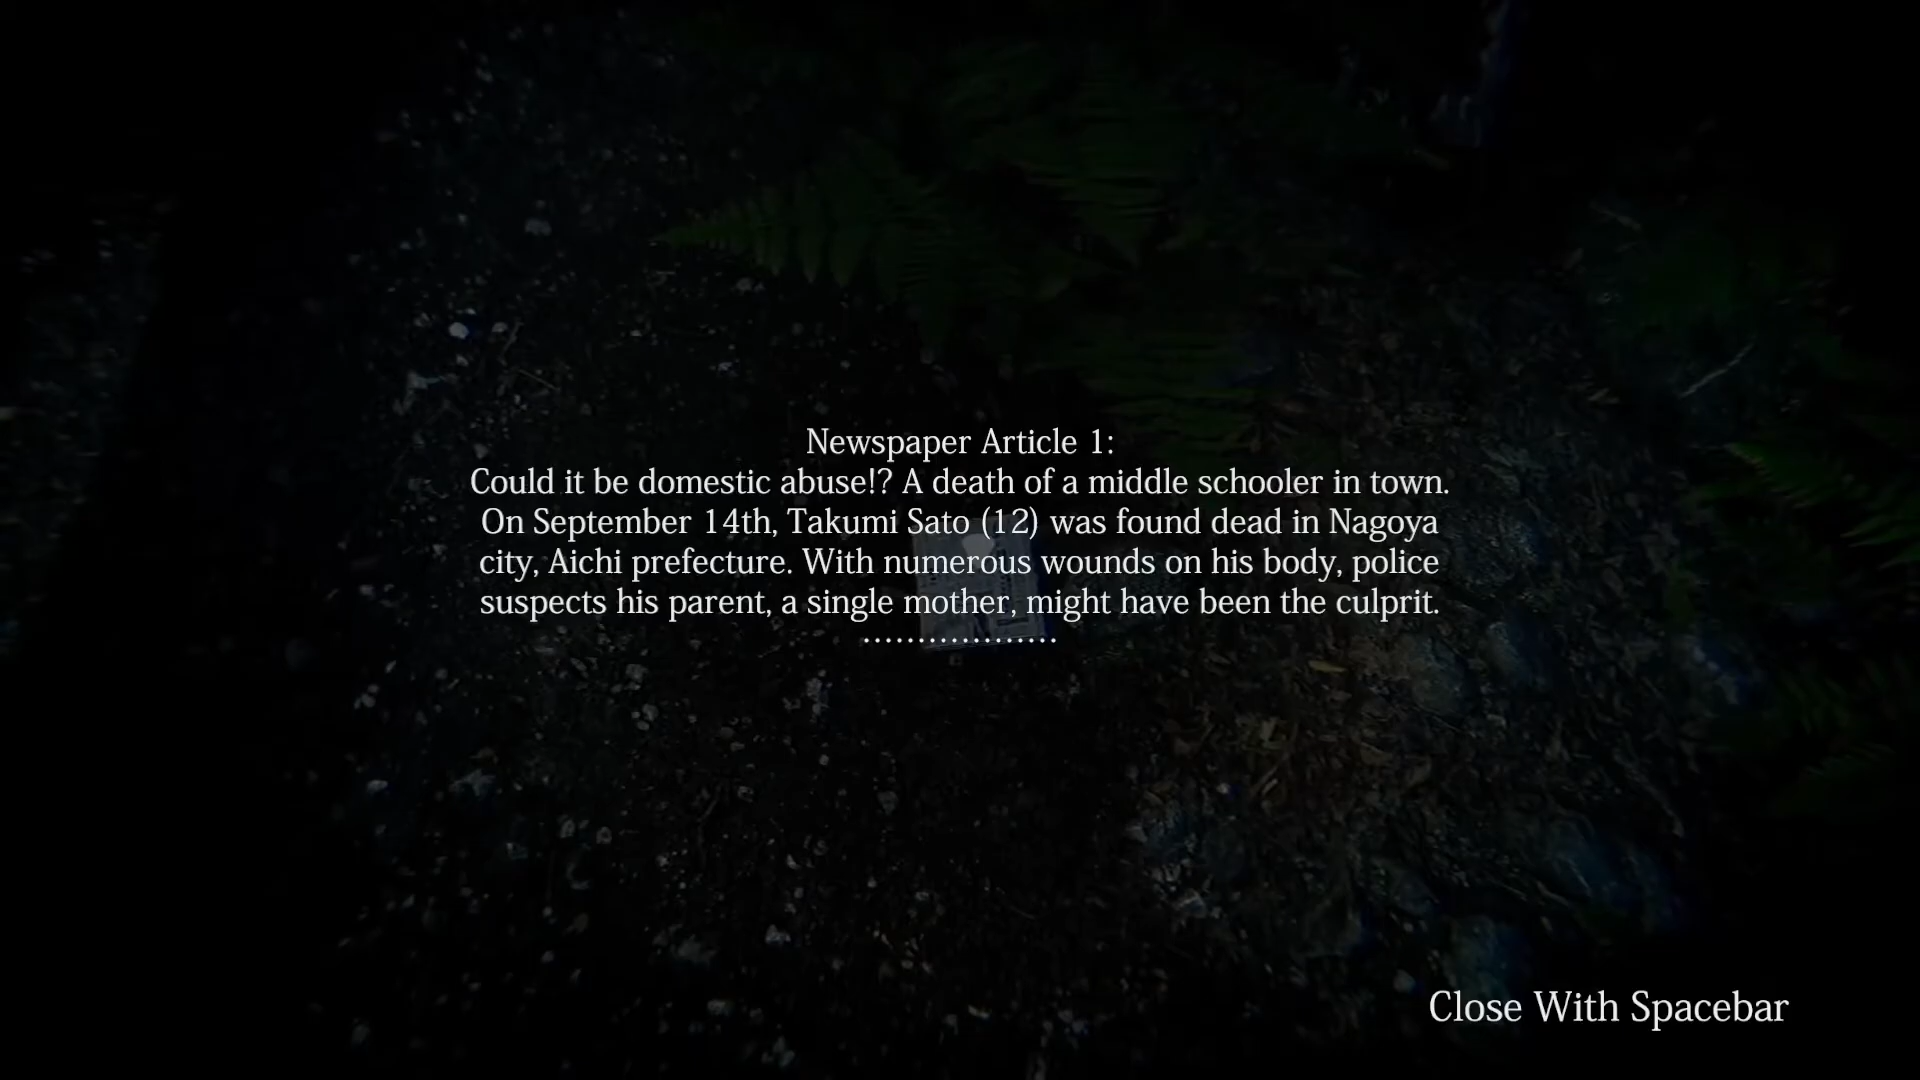 Newspaper Article 1:
Could it be domestic abuse!? A death of a middle schooler in town.
On September 14th, Takumi Sato (12) was found dead in Nagoya
city, Aichi prefecture. With numerous wounds on his body, police
suspects his parent, a single mother, might have been the culprit.
..................
Close With Spacebar